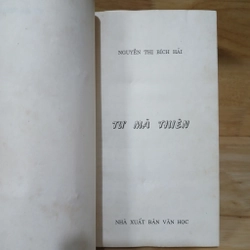 NGUYỄN THỊ BÍCH HẢI
TƯ MÃ THIÊN
NHÀ XUẤT BẢN VĂN HỌC